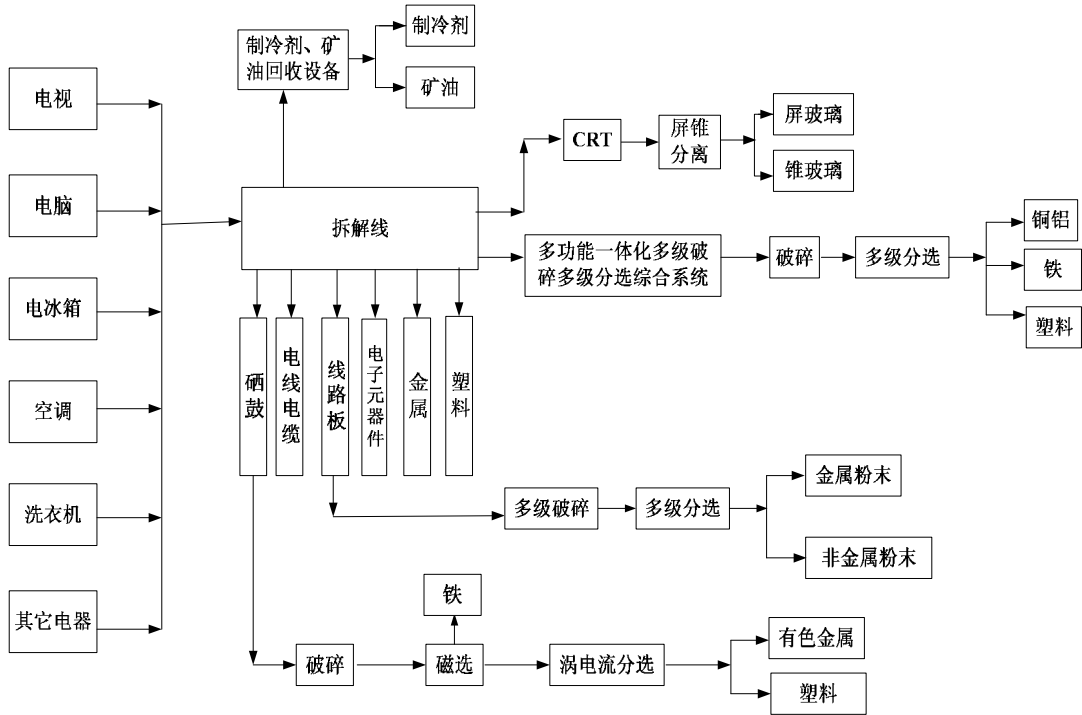 电视
电脑
电冰箱
空调
洗衣机
其它电器
制冷剂、矿
油回收设备
制冷剂
矿油
拆解线
CRT
屏锥
分离
屏玻璃
锥玻璃
多功能一体化多级破
碎多级分选综合系统
破碎
多级分选
铜铝
铁
塑料
硒鼓
电线电缆
线路板
电子元器件
金属
塑料
多级破碎
多级分选
金属粉末
非金属粉末
破碎
磁选
铁
涡电流分选
有色金属
塑料